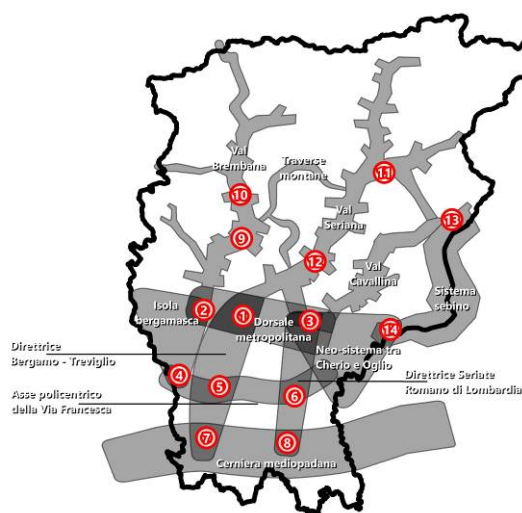 Val
Brembana
Traverse
montane
11
10
Val
Seriana
13
9
12
Val
Cavallina
Sistema
sebino
Isola
bergamasca
2
1
Dorsale
metropolitana
3
14
Direttrice
Bergamo - Treviglio
Neo-sistema tra
Cherio e Oglio
4
5
Direttrice Seriate
Romano di Lombardia
Asse policentrico
della Via Francesca
6
7
8
Cerniera mediopadana